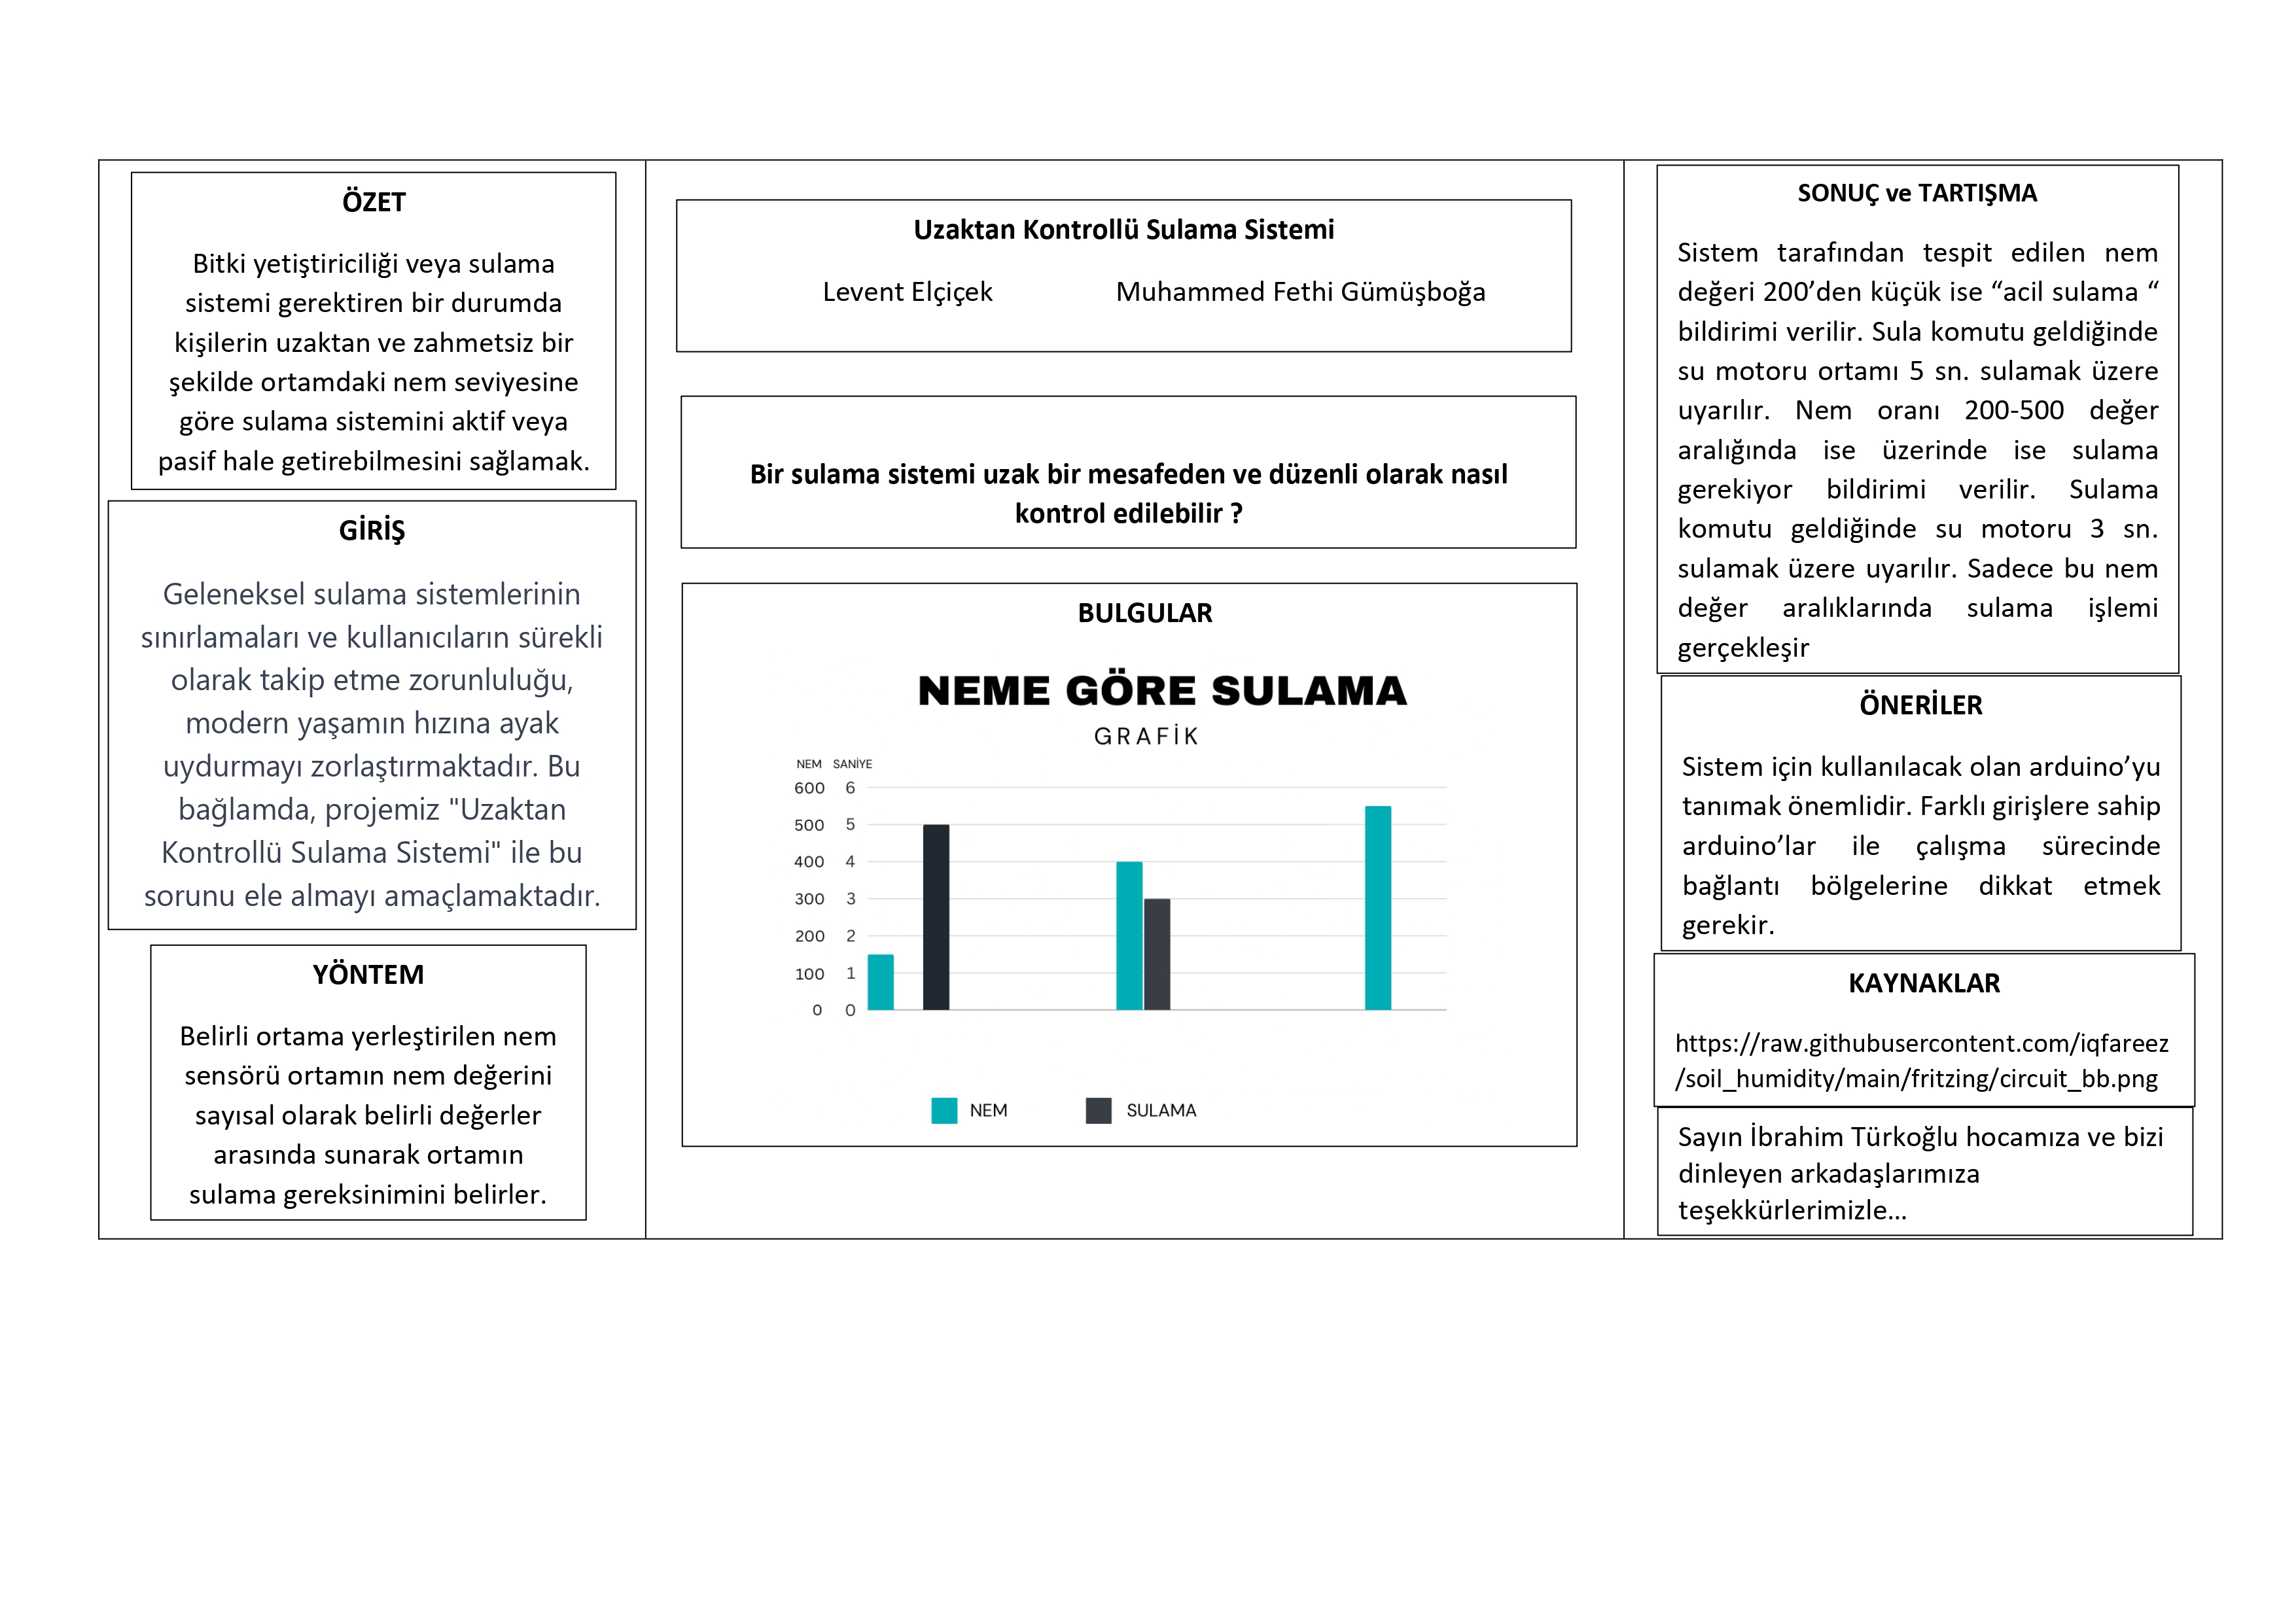 ÖZET
Bitki yetiştiriciliği veya sulama
sistemi gerektiren bir durumda
kişilerin uzaktan ve zahmetsiz bir
şekilde ortamdaki nem seviyesine
göre sulama sistemini aktif veya
pasif hale getirebilmesini sağlamak.
GİRİŞ
Geleneksel sulama sistemlerinin
sınırlamaları ve kullanıcıların sürekli
olarak takip etme zorunluluğu,
modern yaşamın hızına ayak
uydurmayı zorlaştırmaktadır. Bu
bağlamda, projemiz "Uzaktan
Kontrollü Sulama Sistemi" ile bu
sorunu ele almayı amaçlamaktadır.
YÖNTEM
Belirli ortama yerleştirilen nem
sensörü ortamın nem değerini
sayısal olarak belirli değerler
arasında sunarak ortamın
sulama gereksinimini belirler.
Uzaktan Kontrollü Sulama Sistemi
Levent Elçiçek Muhammed Fethi Gümüşboğa
Bir sulama sistemi uzak bir mesafeden ve düzenli olarak nasıl
kontrol edilebilir ?
BULGULAR
NEME GÖRE SULAMA
GRAFİK
NEM SANİYE
600 6
500 5
400 4
300 3
200 2
100 1
0 0
NEM SULAMA
SONUÇ ve TARTIŞMA
Sistem tarafından tespit edilen nem
değeri 200’den küçük ise “acil sulama “
bildirimi verilir. Sula komutu geldiğinde
su motoru ortamı 5 sn. sulamak üzere
uyarılır. Nem oranı 200-500 değer
aralığında ise üzerinde ise sulama
gerekiyor bildirimi verilir. Sulama
komutu geldiğinde su motoru 3 sn.
sulamak üzere uyarılır. Sadece bu nem
değer aralıklarında sulama işlemi
gerçekleşir
ÖNERİLER
Sistem için kullanılacak olan arduino’yu
tanımak önemlidir. Farklı girişlere sahip
arduino’lar ile çalışma sürecinde
bağlantı bölgelerine dikkat etmek
gerekir.
KAYNAKLAR
https://raw.githubusercontent.com/iqfareez
/soil_humidity/main/fritzing/circuit_bb.png
Sayın İbrahim Türkoğlu hocamıza ve bizi
dinleyen arkadaşlarımıza
teşekkürlerimizle…